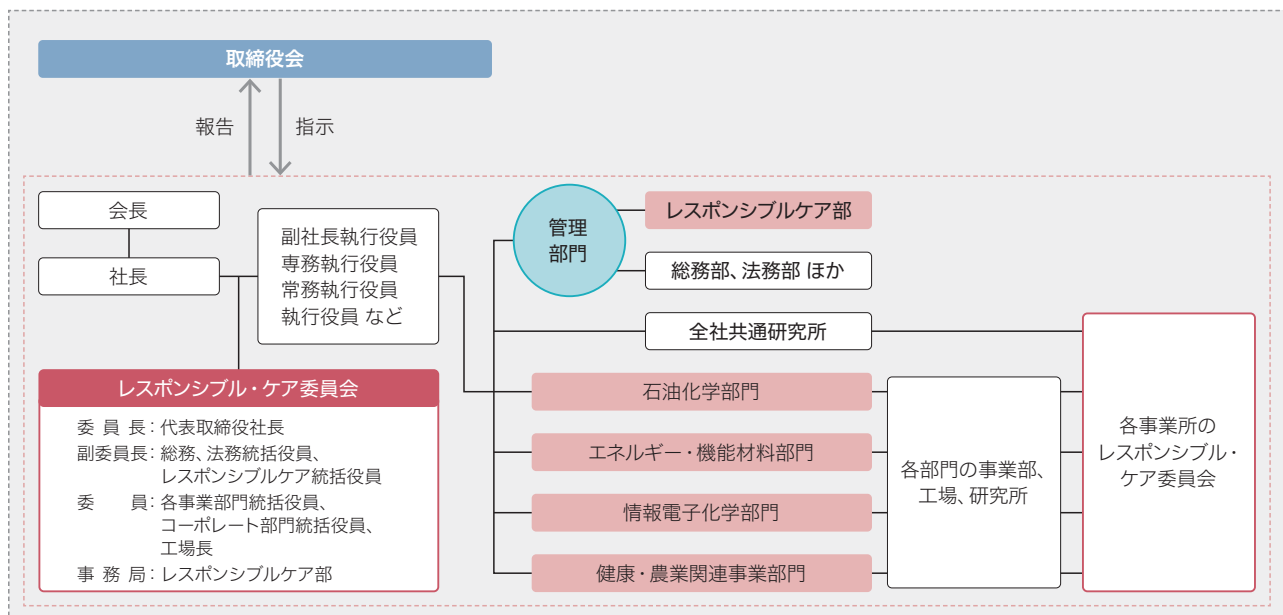 取締役会
報告
指示
会長
社長
副社長執行役員
専務執行役員
常務執行役員
執行役員 など
レスポンシブル・ケア委員会
委員長：代表取締役社長
副委員長：総務、法務統括役員、
レスポンシブルケア統括役員
委員：各事業部門統括役員、
コーポレート部門統括役員、
工場長
事務局：レスポンシブルケア部
管理
部門
レスポンシブルケア部
総務部、法務部 ほか
全社共通研究所
石油化学部門
エネルギー・機能材料部門
情報電子化学部門
健康・農業関連事業部門
各部門の事業部、
工場、研究所
各事業所の
レスポンシブル・
ケア委員会